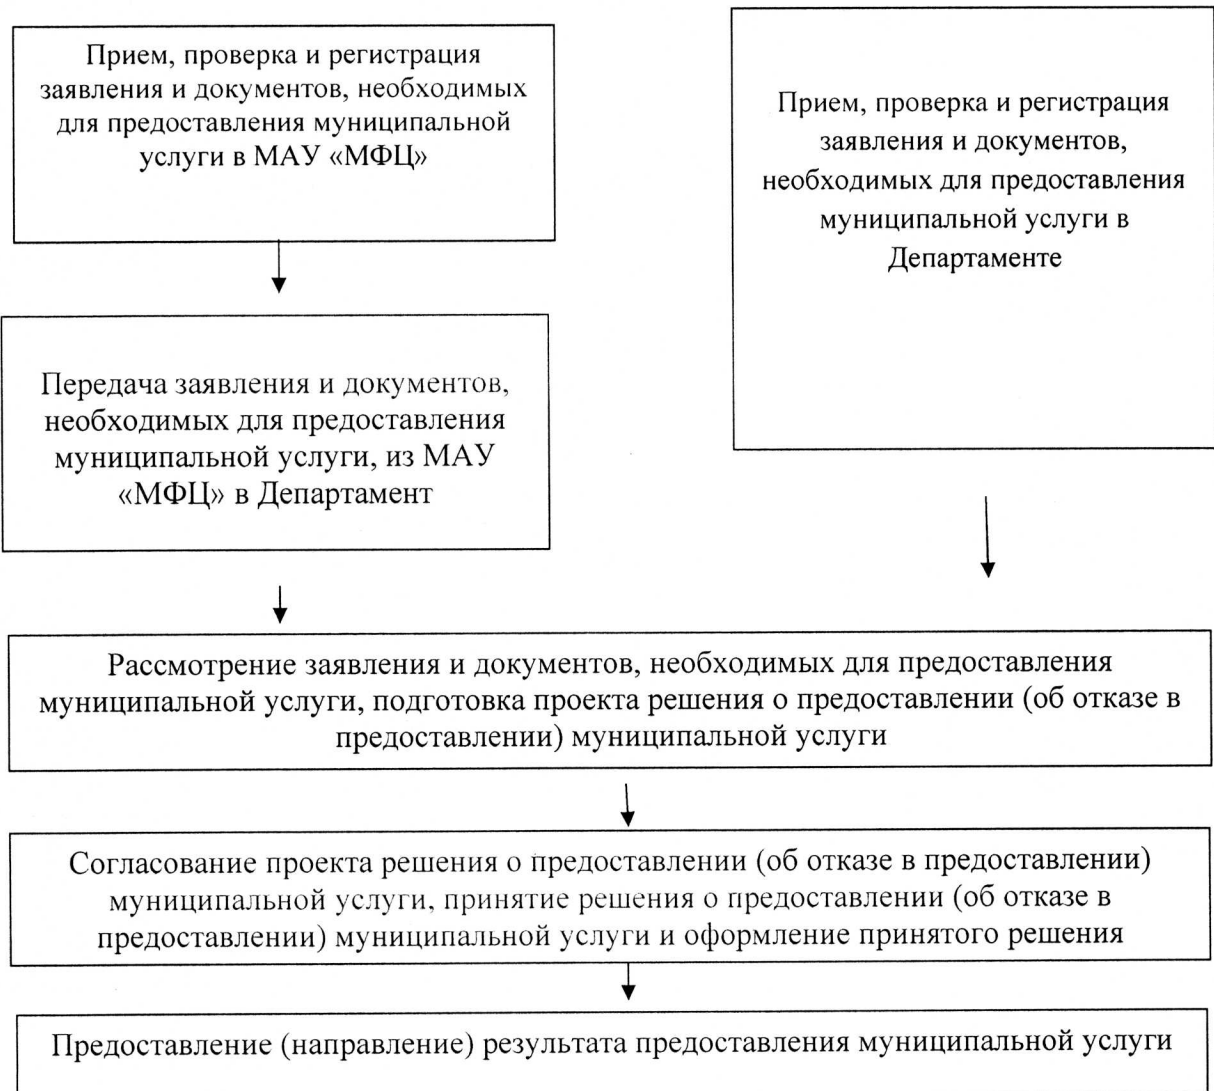 Прием, проверка и регистрация
заявления и документов, необходимых
для предоставления муниципальной
услуги в МАУ «МФЦ»
Прием, проверка и регистрация
заявления и документов,
необходимых для предоставления
муниципальной услуги в
Департаменте
Передача заявления и документов,
необходимых для предоставления
муниципальной услуги, из МАУ
«МФЦ» в Департамент
Рассмотрение заявления и документов, необходимых для предоставления
муниципальной услуги, подготовка проекта решения о предоставлении (об отказе в
предоставлении) муниципальной услуги
Согласование проекта решения о предоставлении (об отказе в предоставлении)
муниципальной услуги, принятие решения о предоставлении (об отказе в
предоставлении) муниципальной услуги и оформление принятого решения
Предоставление (направление) результата предоставления муниципальной услуги